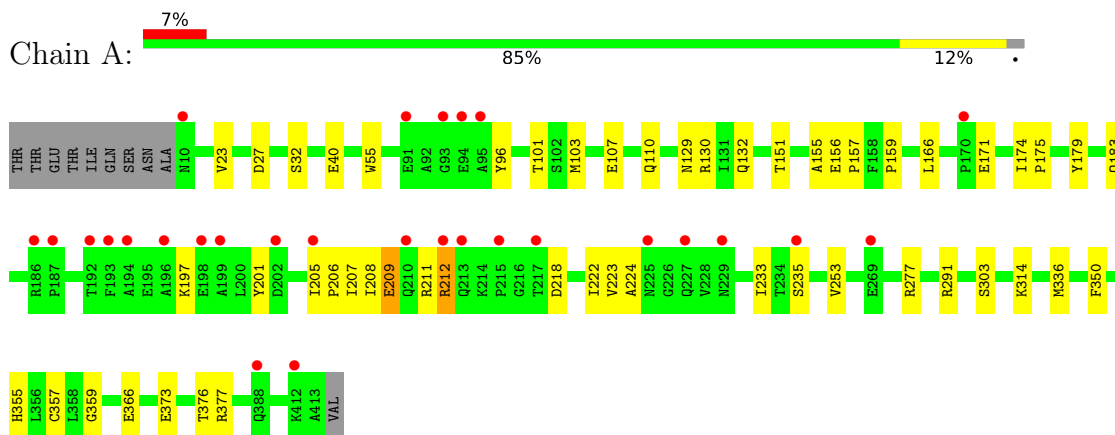 7%
Chain A:
85% 12% •
THR THR GLU THR ILE GLN SER ASN ALA N10 V23 D27 S32 E40 W55 E91 A92 G93 E94 A95 Y96 T101 S102 M103 E107 Q110 N129 R130 I131 Q132 T151 A155 E156 P157 F158 P159 L166 P170 E171 I174 P175 Y179
R186 P187 T192 F193 A194 E195 A196 K197 E198 A199 L200 Y201 D202 I205 P206 I207 I208 E209 Q210 R211 R212 Q213 K214 P215 G216 T217 D218 I222 V223 A224 N225 G226 Q227 V228 N229 I233 T234 S235 V253 E269 R277 R291 S303 K314 M336 F350
H355 L356 C357 L358 G359 E366 E373 T376 R377 Q388 K412 A413 VAL